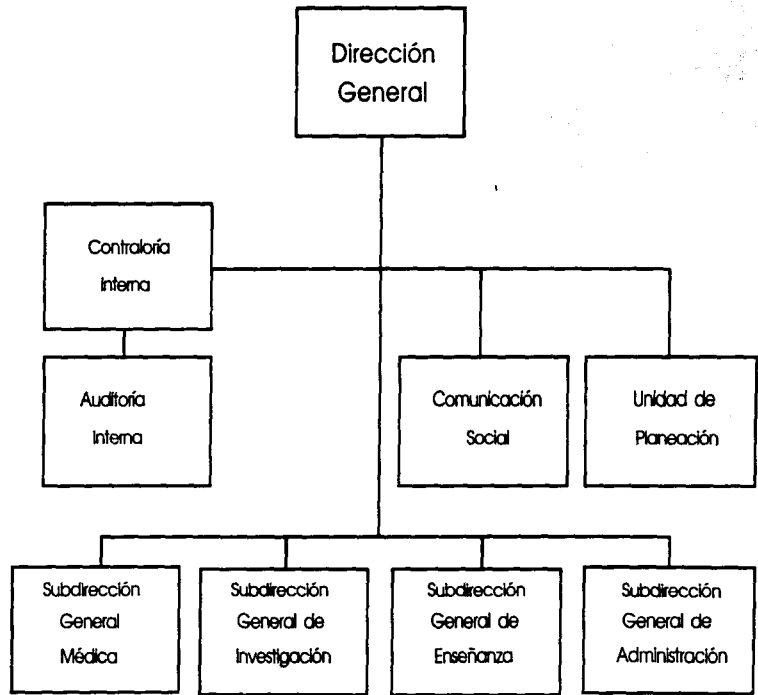 Dirección
General
Contraloría
Interna
Auditoría
Interna
Comunicación
Social
Unidad de
Planeación
Subdirección
General
Médica
Subdirección
General de
Investigación
Subdirección
General de
Enseñanza
Subdirección
General de
Administración